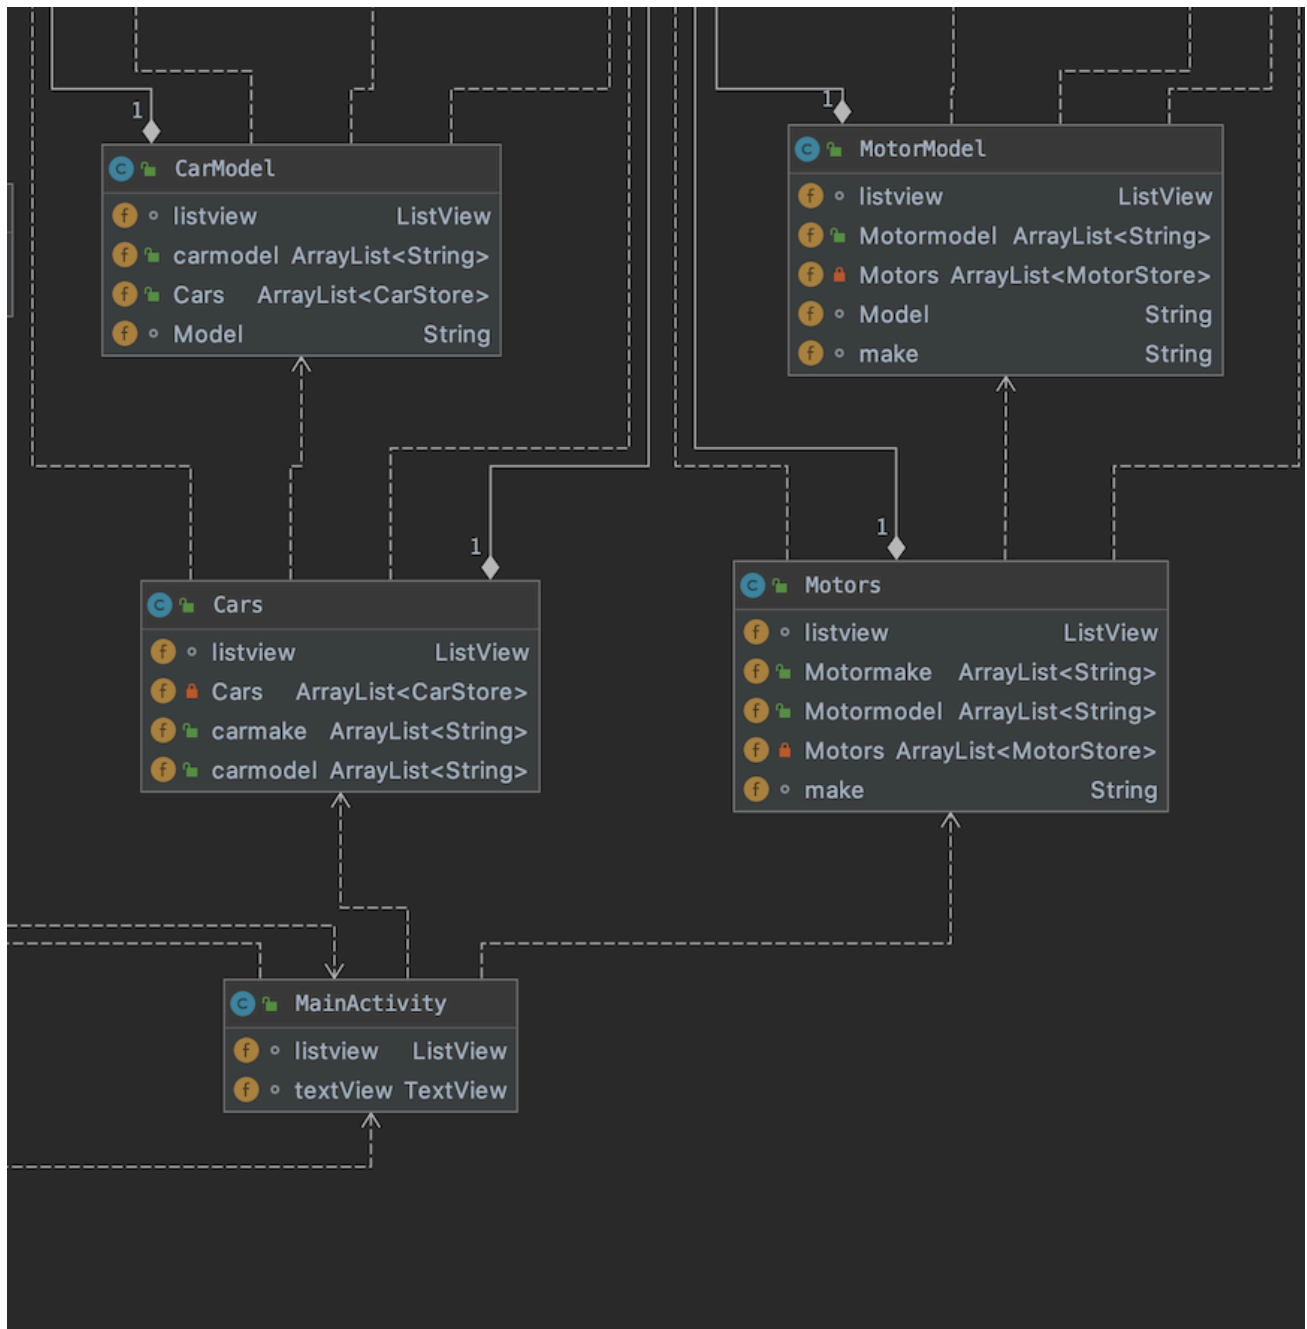 1
CarModel
listview ListView
carmodel ArrayList<String>
Cars ArrayList<CarStore>
Model String
1
MotorModel
listview ListView
Motormodel ArrayList<String>
Motors ArrayList<MotorStore>
Model String
make String
1
Cars
listview ListView
Cars ArrayList<CarStore>
carmake ArrayList<String>
carmodel ArrayList<String>
1
Motors
listview ListView
Motormake ArrayList<String>
Motormodel ArrayList<String>
Motors ArrayList<MotorStore>
make String
MainActivity
listview ListView
textView TextView